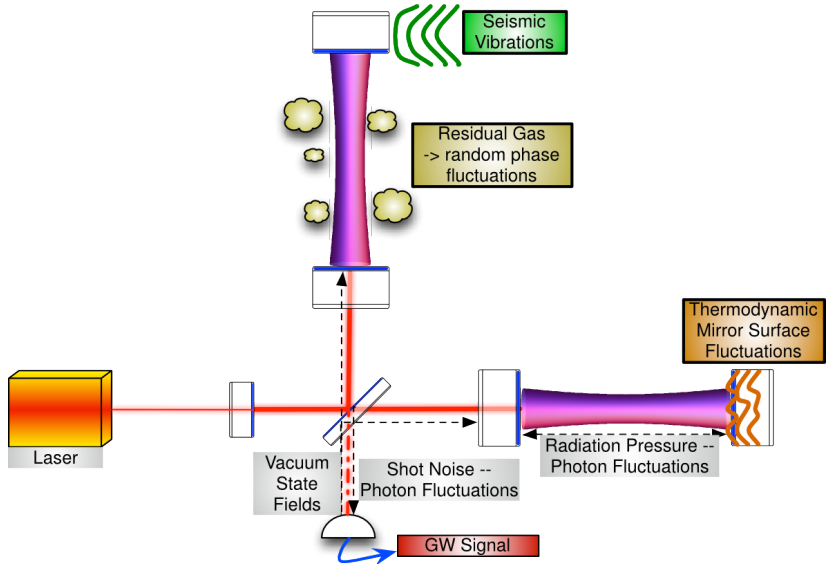 Seismic
Vibrations
Residual Gas
-> random phase
fluctuations
Thermodynamic
Mirror Surface
Fluctuations
Laser
Vacuum
State
Fields
Shot Noise --
Photon Fluctuations
Radiation Pressure --
Photon Fluctuations
GW Signal